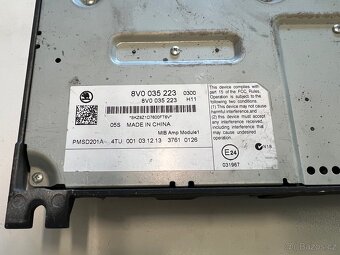 8V0 035 223 0300
8V0 035 223 H11
05S MADE IN CHINA
MIB Amp Module1
PMSD201A 4TU 001 03.12.13 3761 0126
This device complies with
part 15 of the FCC Rules.
Operation is subject to
the following two
conditions:
(1) this device may not
cause harmful
interference, and
(2) this device must
accept any interference
received, including
interference that may
cause undesired
operation.
E24
031967